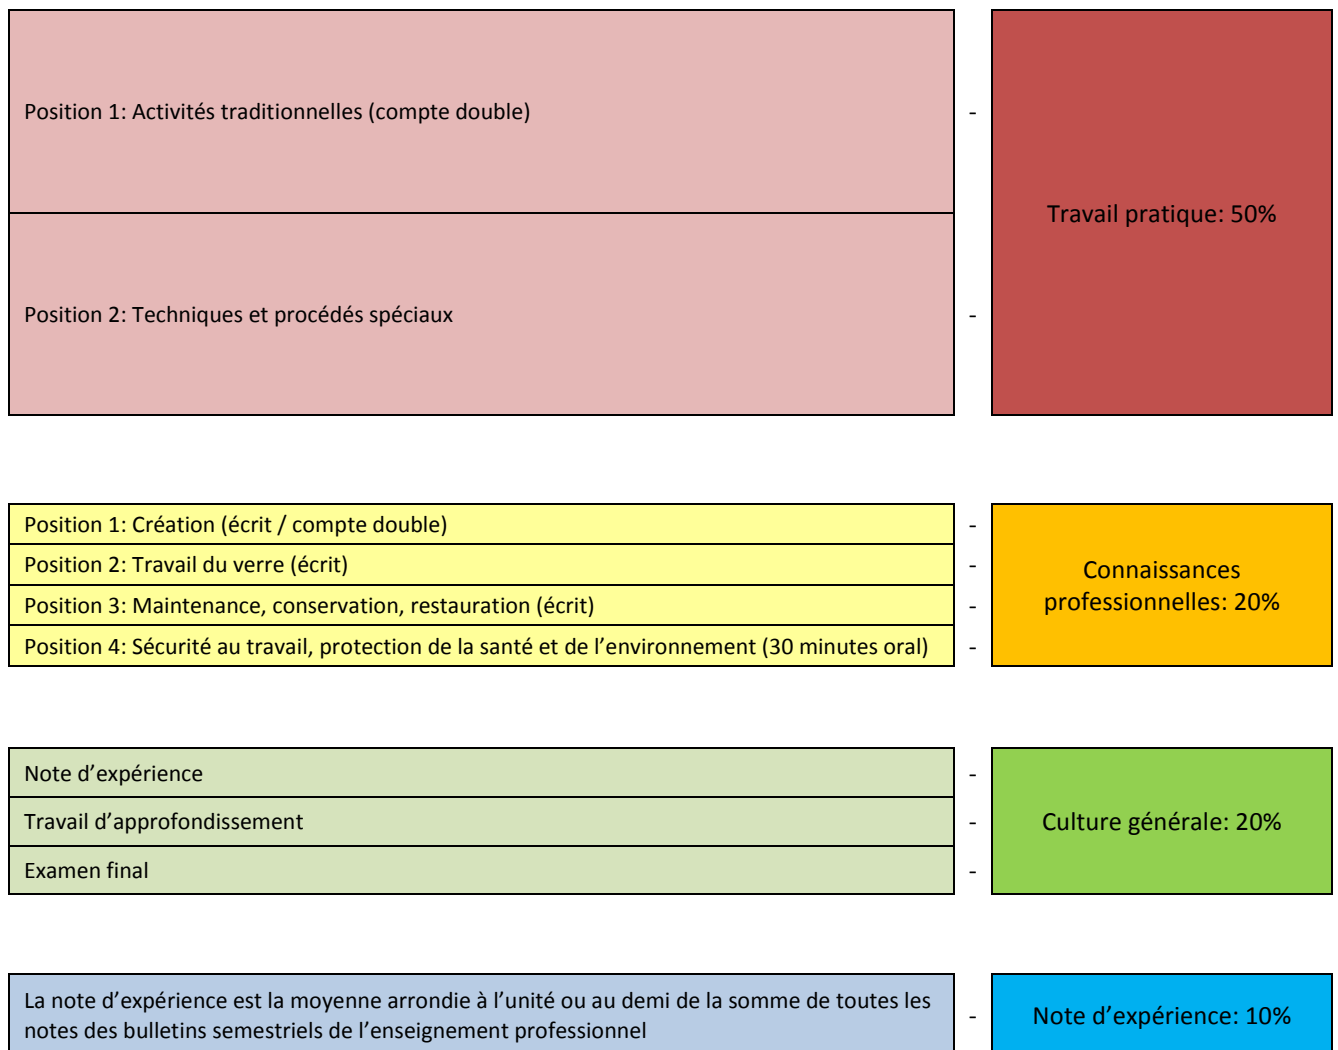 Position 1: Activités traditionnelles (compte double)
-
Travail pratique: 50%
Position 2: Techniques et procédés spéciaux
-
Position 1: Création (écrit / compte double)
-
Position 2: Travail du verre (écrit)
-
Position 3: Maintenance, conservation, restauration (écrit)
-
Position 4: Sécurité au travail, protection de la santé et de l’environnement (30 minutes oral)
-
Connaissances
professionnelles: 20%
Note d’expérience
-
Travail d’approfondissement
-
Examen final
-
Culture générale: 20%
La note d’expérience est la moyenne arrondie à l’unité ou au demi de la somme de toutes les
notes des bulletins semestriels de l’enseignement professionnel
-
Note d’expérience: 10%